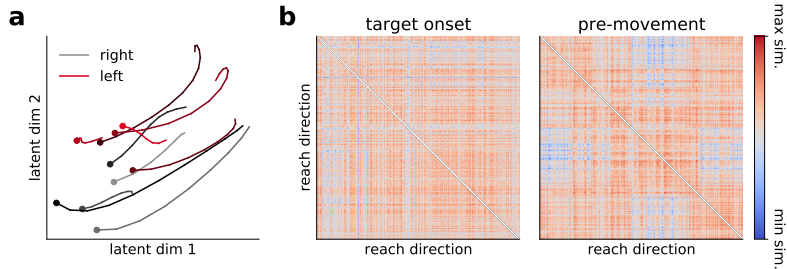 a
right
left
latent dim 2
latent dim 1
b
target onset
pre-movement
reach direction
reach direction
reach direction
max sim.
min sim.